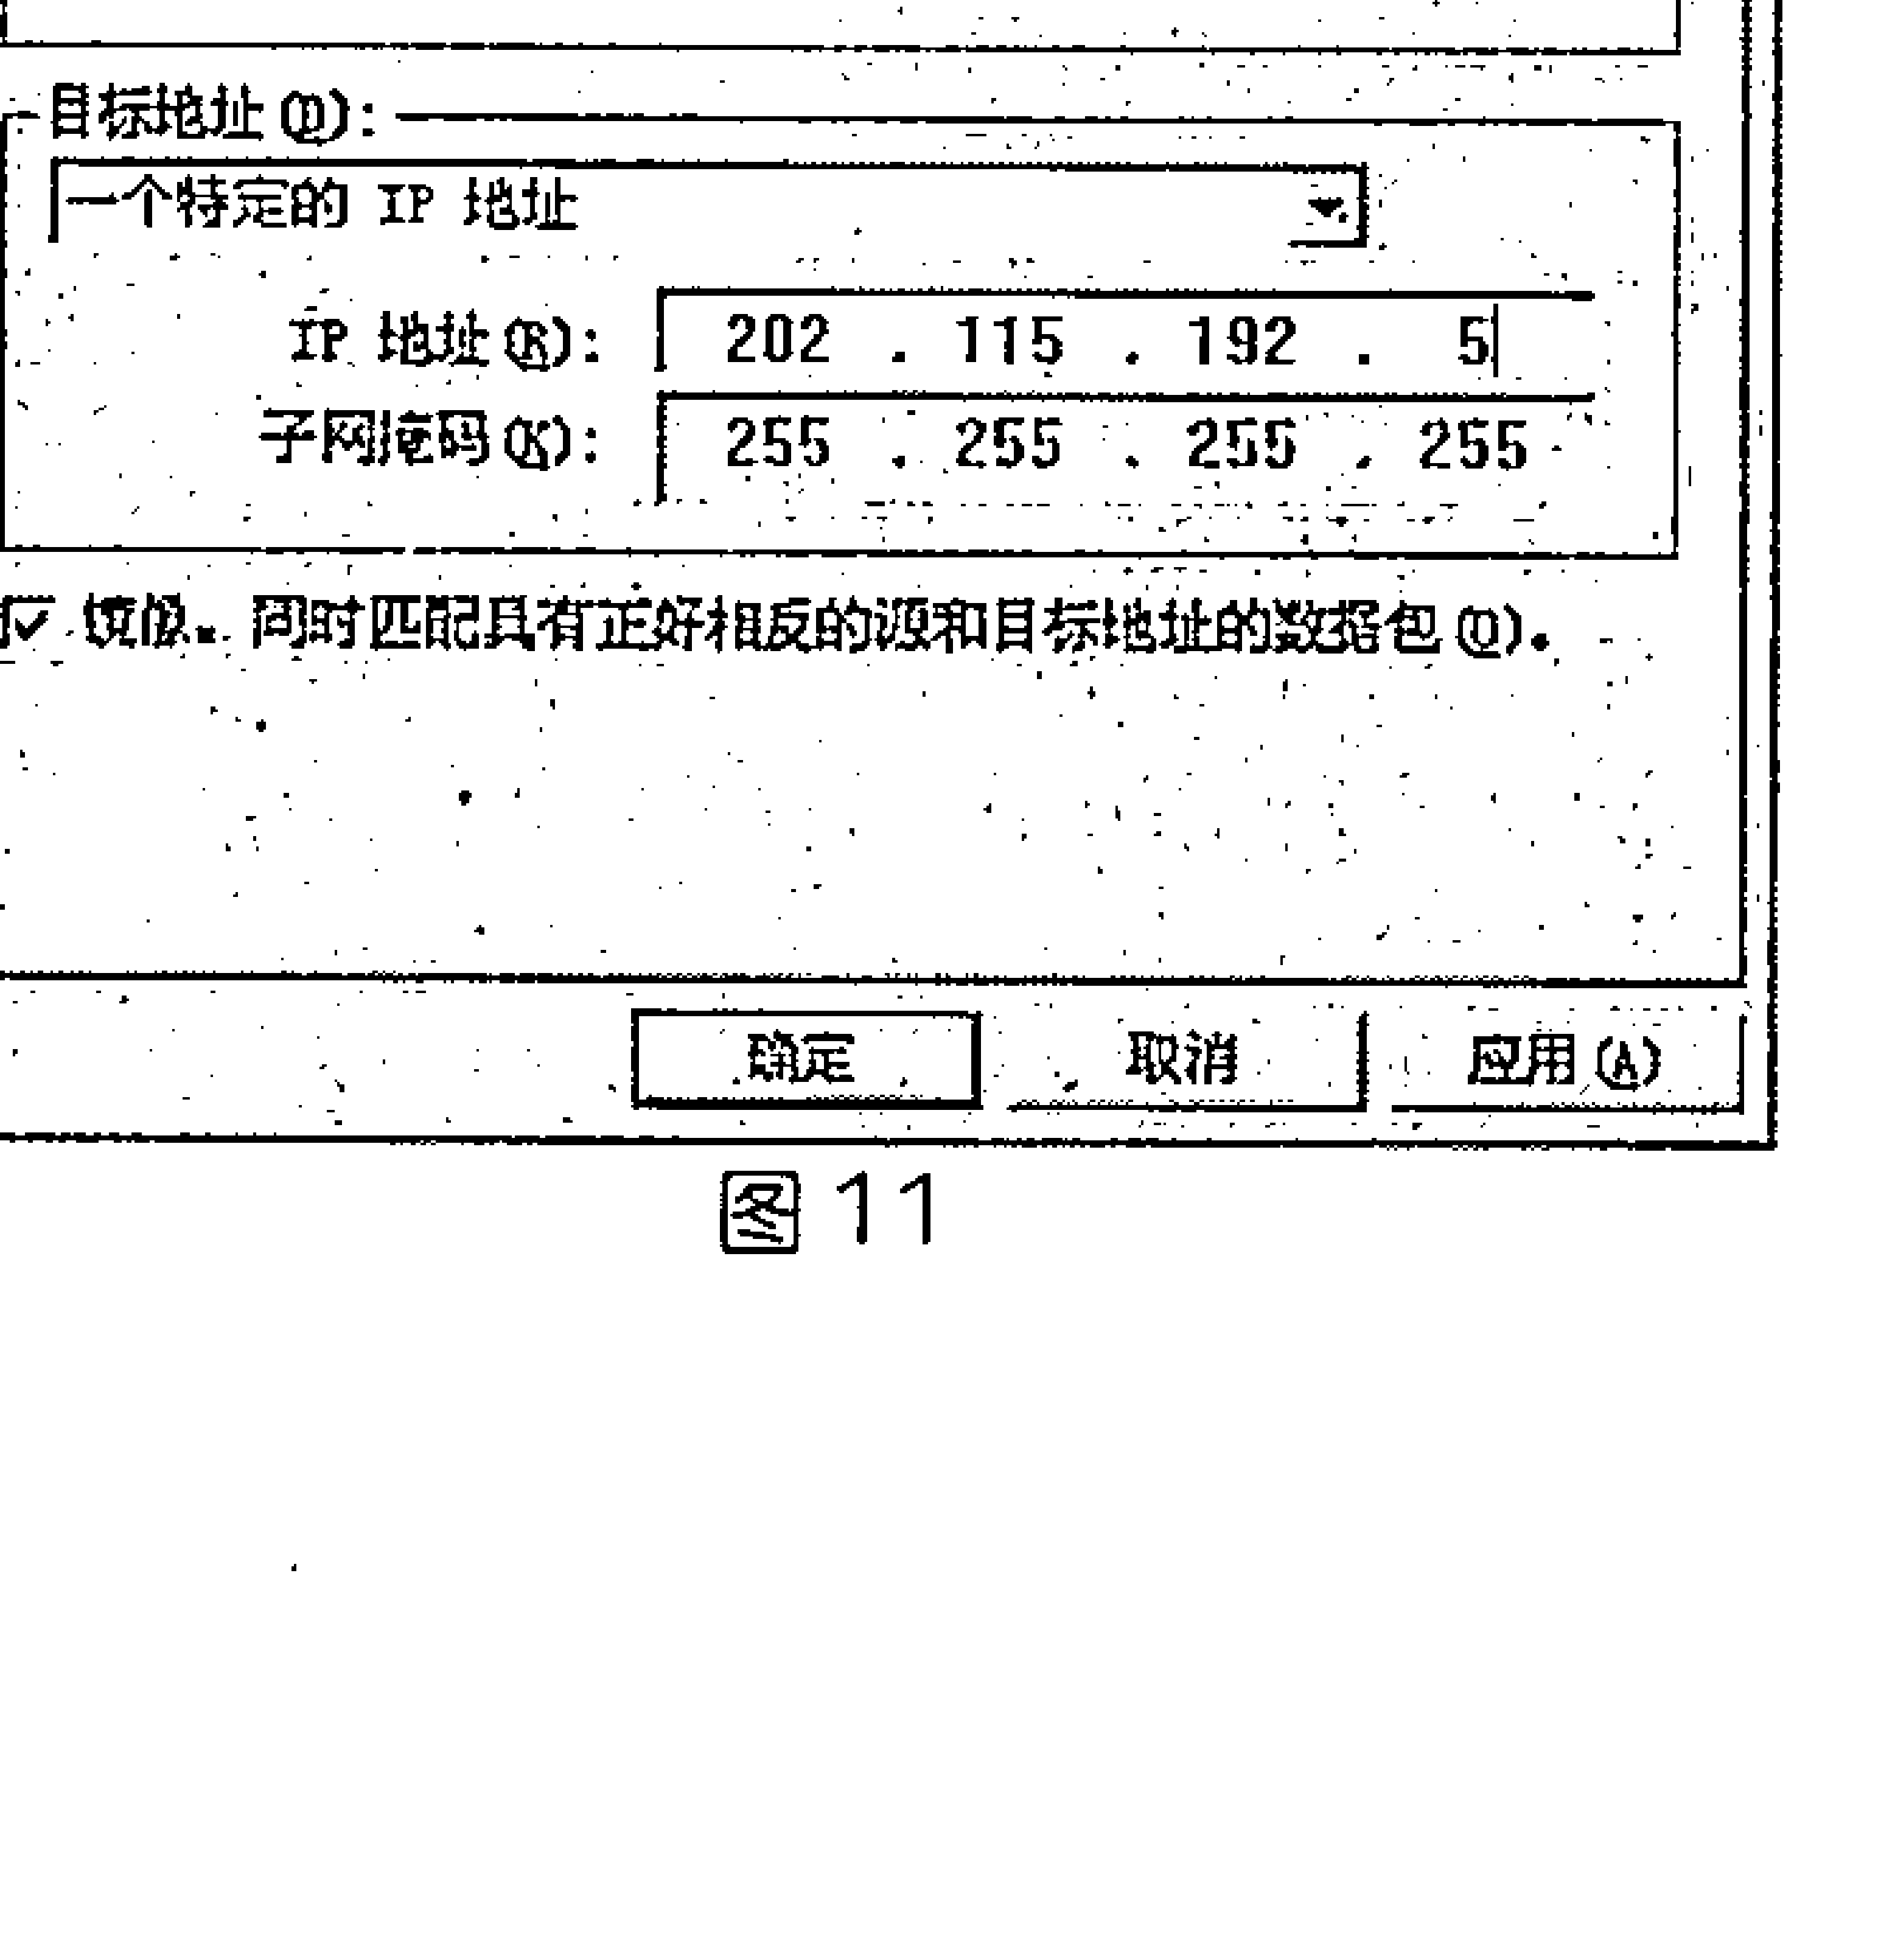 目标地址(D):
一个特定的 IP 地址
IP 地址(R): 202 . 115 . 192 . 5
子网掩码(K): 255 . 255 . 255 . 255
镜像。同时匹配具有正好相反的源和目标地址的数据包(O)。
确定 取消 应用(A)
图 11